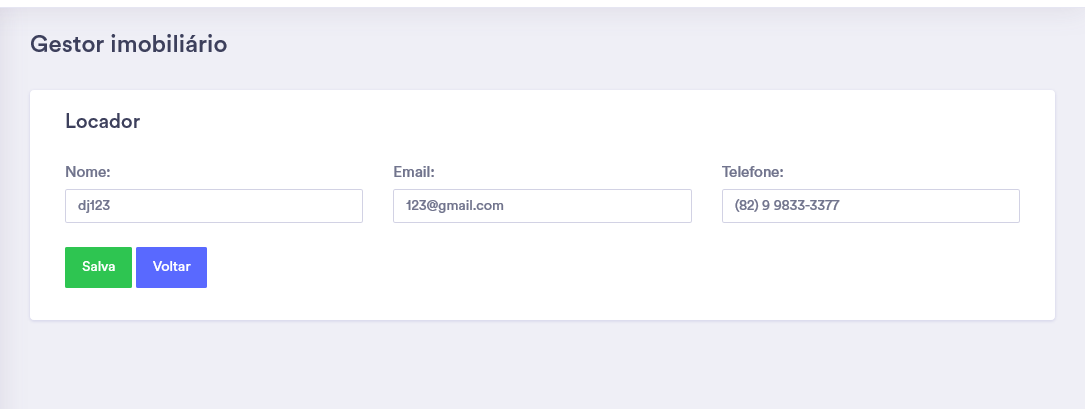 Gestor imobiliário
Locador
Nome: Email: Telefone:
dj123 123@gmail.com (82) 9 9833-3377
Salva Voltar